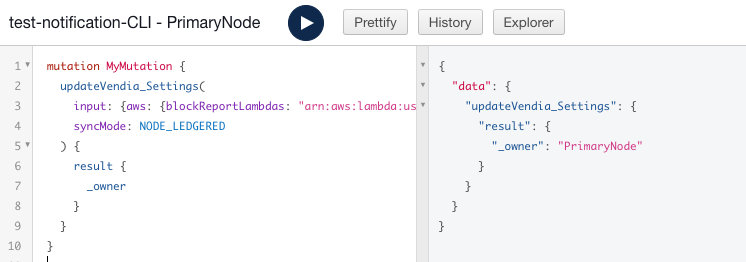 test-notification-CLI - PrimaryNode
Prettify
History
Explorer
1 mutation MyMutation {
2 updateVendia_Settings(
3 input: {aws: {blockReportLambdas: "arn:aws:lambda:us
4 syncMode: NODE_LEDGERED
5 ) {
6 result {
7 _owner
8 }
9 }
10 }
{
"data": {
"updateVendia_Settings": {
"result": {
"_owner": "PrimaryNode"
}
}
}
}